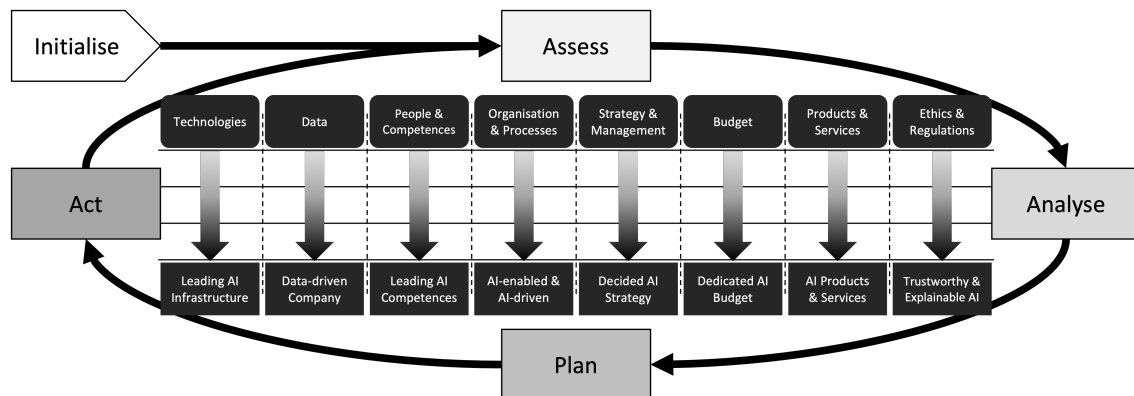 Initialise
Assess
Technologies
Data
People &
Competences
Organisation
& Processes
Strategy &
Management
Budget
Products &
Services
Ethics &
Regulations
Act
Analyse
Leading AI
Infrastructure
Data-driven
Company
Leading AI
Competences
AI-enabled &
AI-driven
Decided AI
Strategy
Dedicated AI
Budget
AI Products
& Services
Trustworthy &
Explainable AI
Plan